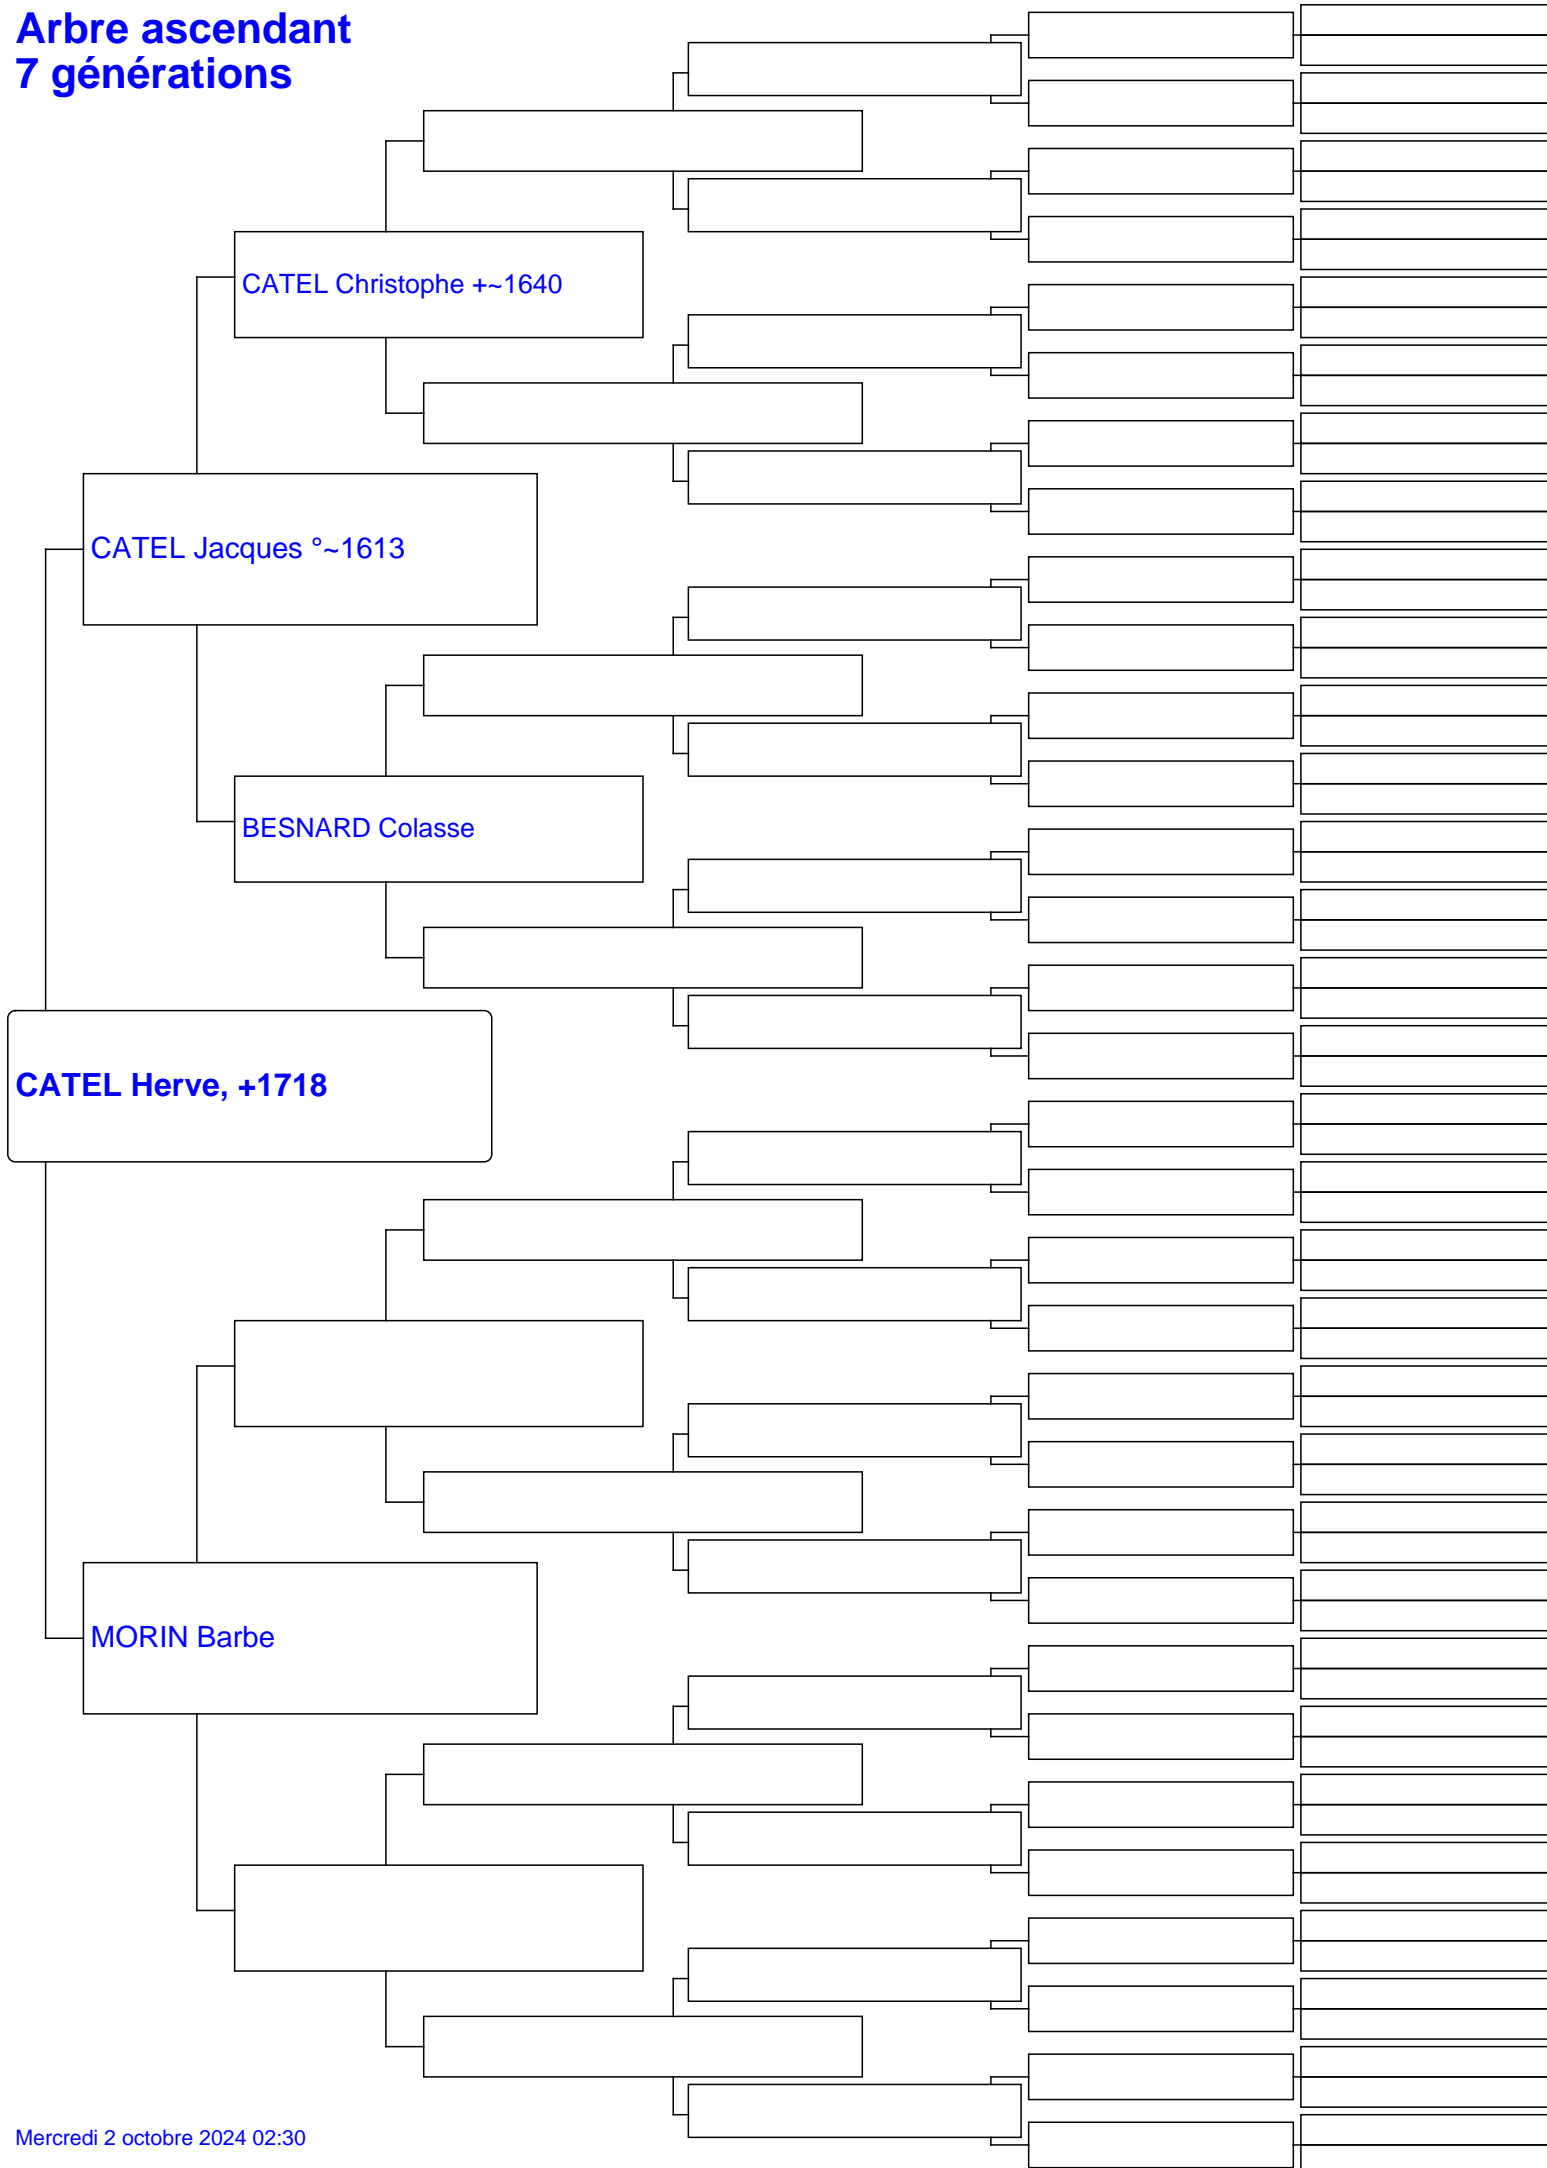 Arbre ascendant
7 générations
CATEL Christophe +~1640
CATEL Jacques °~1613
BESNARD Colasse
CATEL Herve, +1718
MORIN Barbe
Mercredi 2 octobre 2024 02:30